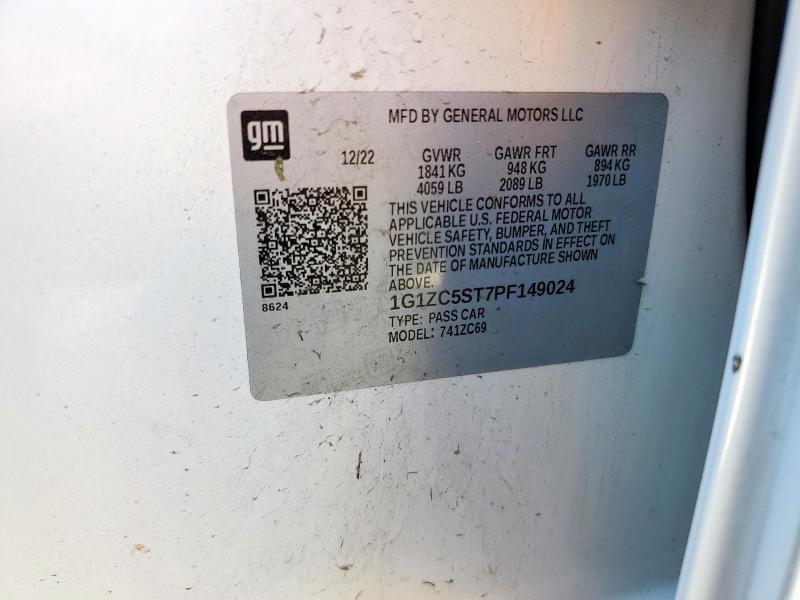 gm
MFD BY GENERAL MOTORS LLC
12/22 GVWR GAWR FRT GAWR RR
1841 KG 948 KG 894 KG
4059 LB 2089 LB 1970 LB
THIS VEHICLE CONFORMS TO ALL
APPLICABLE U.S. FEDERAL MOTOR
VEHICLE SAFETY, BUMPER, AND THEFT
PREVENTION STANDARDS IN EFFECT ON
THE DATE OF MANUFACTURE SHOWN
ABOVE.
8624
1G1ZC5ST7PF149024
TYPE: PASS CAR
MODEL: 741ZC69